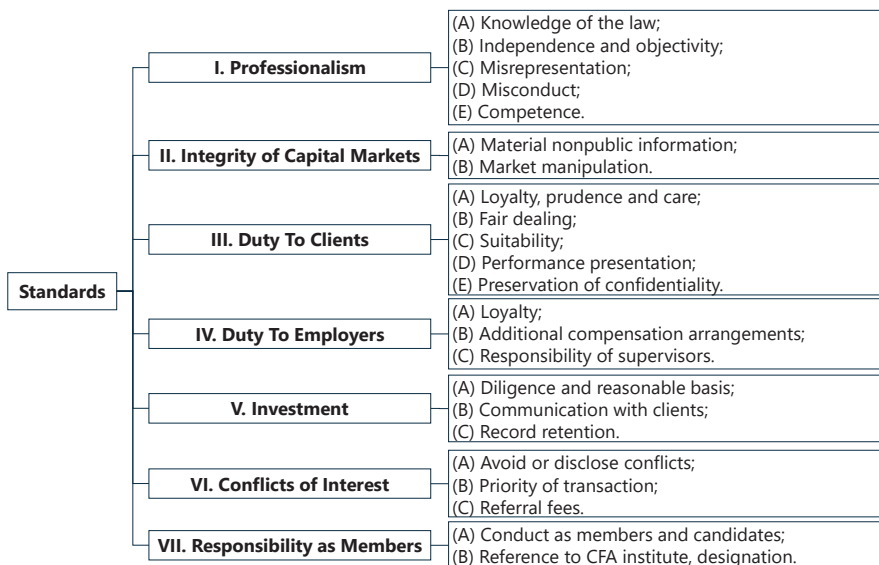 Standards
I. Professionalism
(A) Knowledge of the law;
(B) Independence and objectivity;
(C) Misrepresentation;
(D) Misconduct;
(E) Competence.
II. Integrity of Capital Markets
(A) Material nonpublic information;
(B) Market manipulation.
III. Duty To Clients
(A) Loyalty, prudence and care;
(B) Fair dealing;
(C) Suitability;
(D) Performance presentation;
(E) Preservation of confidentiality.
IV. Duty To Employers
(A) Loyalty;
(B) Additional compensation arrangements;
(C) Responsibility of supervisors.
V. Investment
(A) Diligence and reasonable basis;
(B) Communication with clients;
(C) Record retention.
VI. Conflicts of Interest
(A) Avoid or disclose conflicts;
(B) Priority of transaction;
(C) Referral fees.
VII. Responsibility as Members
(A) Conduct as members and candidates;
(B) Reference to CFA institute, designation.